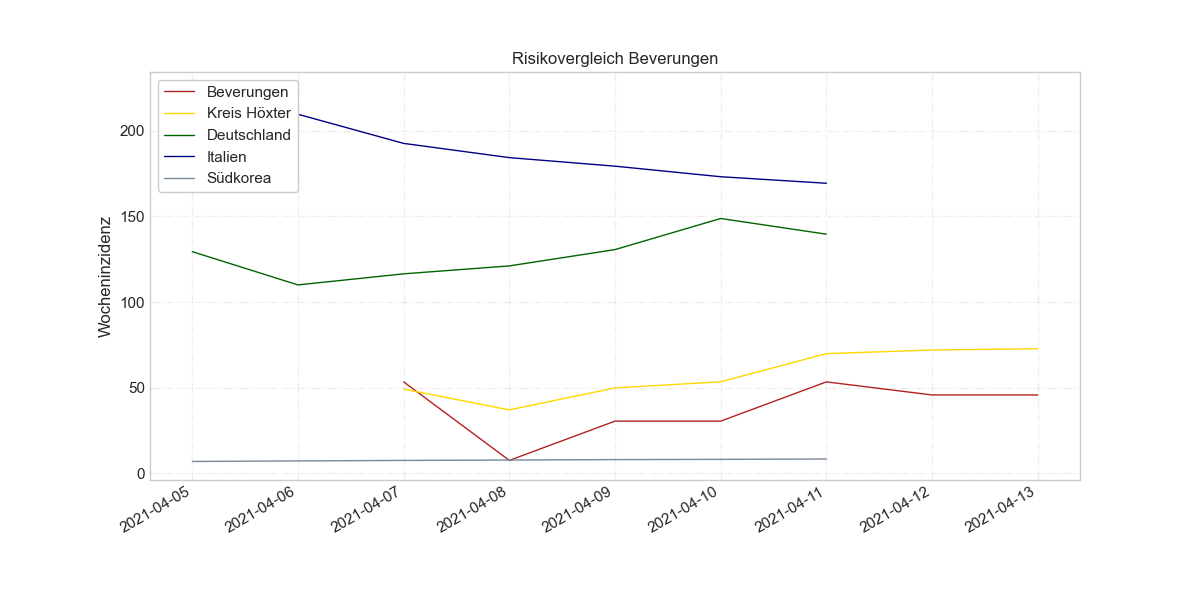 Risikovergleich Beverungen
Beverungen
Kreis Höxter
Deutschland
Italien
Südkorea
Wocheninzidenz
200
150
100
50
0
2021-04-05
2021-04-06
2021-04-07
2021-04-08
2021-04-09
2021-04-10
2021-04-11
2021-04-12
2021-04-13